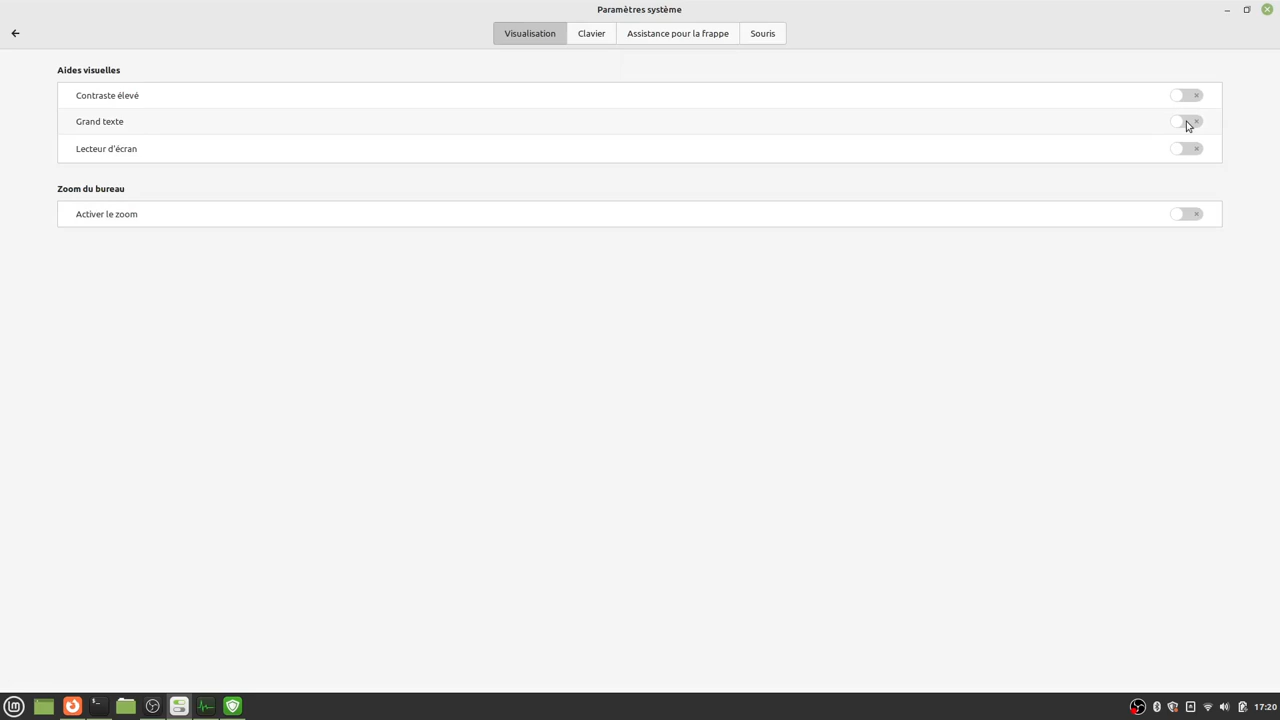 Paramètres système
Visualisation Clavier Assistance pour la frappe Souris
Aides visuelles
Contraste élevé
Grand texte
Lecteur d'écran
Zoom du bureau
Activer le zoom
17:20